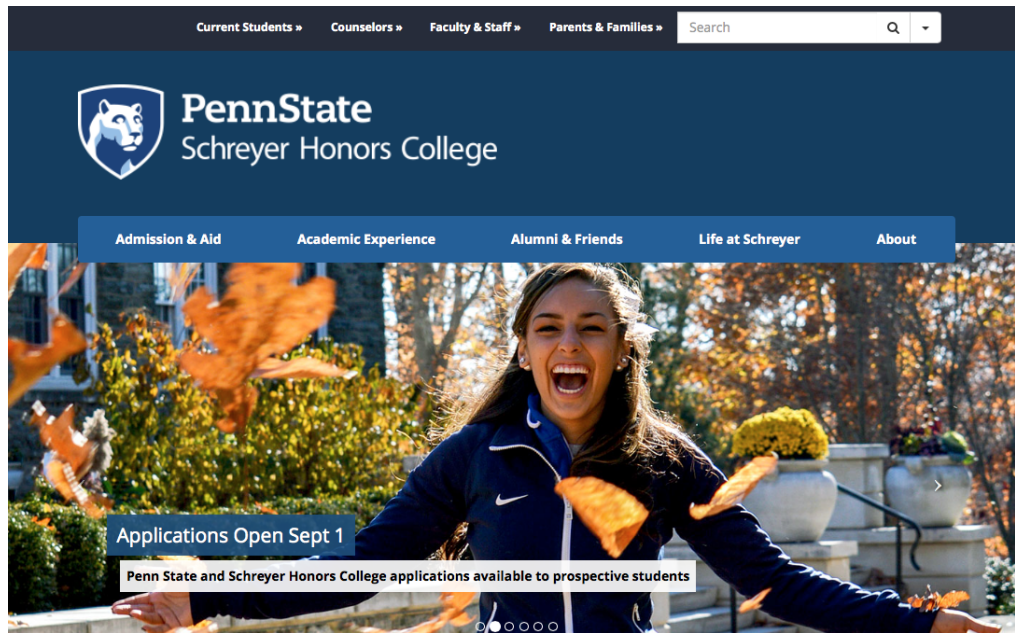 Current Students » Counselors » Faculty & Staff » Parents & Families » Search
PennState
Schreyer Honors College
Admission & Aid Academic Experience Alumni & Friends Life at Schreyer About
Applications Open Sept 1
Penn State and Schreyer Honors College applications available to prospective students